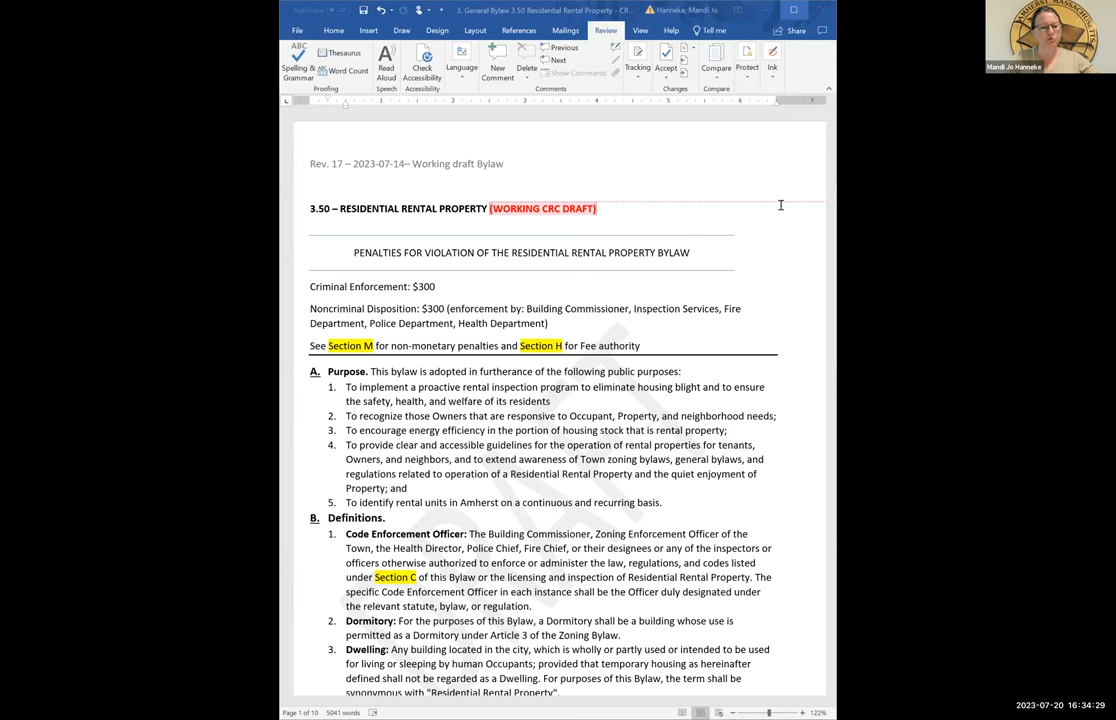 AutoSave
3. General Bylaw 3.50 Residential Rental Property - CR...
Hanneke, Mandi Jo
File Home Insert Draw Design Layout References Mailings Review View Help Tell me Share
ABC
Spelling & Grammar
Thesaurus
Word Count
Proofing
Read Aloud
Speech
Check Accessibility
Accessibility
Language
New Comment
Delete
Previous
Next
Show Comments
Comments
Tracking
Accept
Changes
Compare
Compare
Protect
Ink
1 2 3 4 5 6 7
Rev. 17 – 2023-07-14– Working draft Bylaw
3.50 – RESIDENTIAL RENTAL PROPERTY (WORKING CRC DRAFT)
PENALTIES FOR VIOLATION OF THE RESIDENTIAL RENTAL PROPERTY BYLAW
Criminal Enforcement: $300
Noncriminal Disposition: $300 (enforcement by: Building Commissioner, Inspection Services, Fire
Department, Police Department, Health Department)
See Section M for non-monetary penalties and Section H for Fee authority
A. Purpose. This bylaw is adopted in furtherance of the following public purposes:
1. To implement a proactive rental inspection program to eliminate housing blight and to ensure
the safety, health, and welfare of its residents
2. To recognize those Owners that are responsive to Occupant, Property, and neighborhood needs;
3. To encourage energy efficiency in the portion of housing stock that is rental property;
4. To provide clear and accessible guidelines for the operation of rental properties for tenants,
Owners, and neighbors, and to extend awareness of Town zoning bylaws, general bylaws, and
regulations related to operation of a Residential Rental Property and the quiet enjoyment of
Property; and
5. To identify rental units in Amherst on a continuous and recurring basis.
B. Definitions.
1. Code Enforcement Officer: The Building Commissioner, Zoning Enforcement Officer of the
Town, the Health Director, Police Chief, Fire Chief, or their designees or any of the inspectors or
officers otherwise authorized to enforce or administer the law, regulations, and codes listed
under Section C of this Bylaw or the licensing and inspection of Residential Rental Property. The
specific Code Enforcement Officer in each instance shall be the Officer duly designated under
the relevant statute, bylaw, or regulation.
2. Dormitory: For the purposes of this Bylaw, a Dormitory shall be a building whose use is
permitted as a Dormitory under Article 3 of the Zoning Bylaw.
3. Dwelling: Any building located in the city, which is wholly or partly used or intended to be used
for living or sleeping by human Occupants; provided that temporary housing as hereinafter
defined shall not be regarded as a Dwelling. For purposes of this Bylaw, the term shall be
synonymous with "Residential Rental Property".
DRAFT
Page 1 of 10 5041 words
122%
Mandi Jo Hanneke
2023-07-20 16:34:29